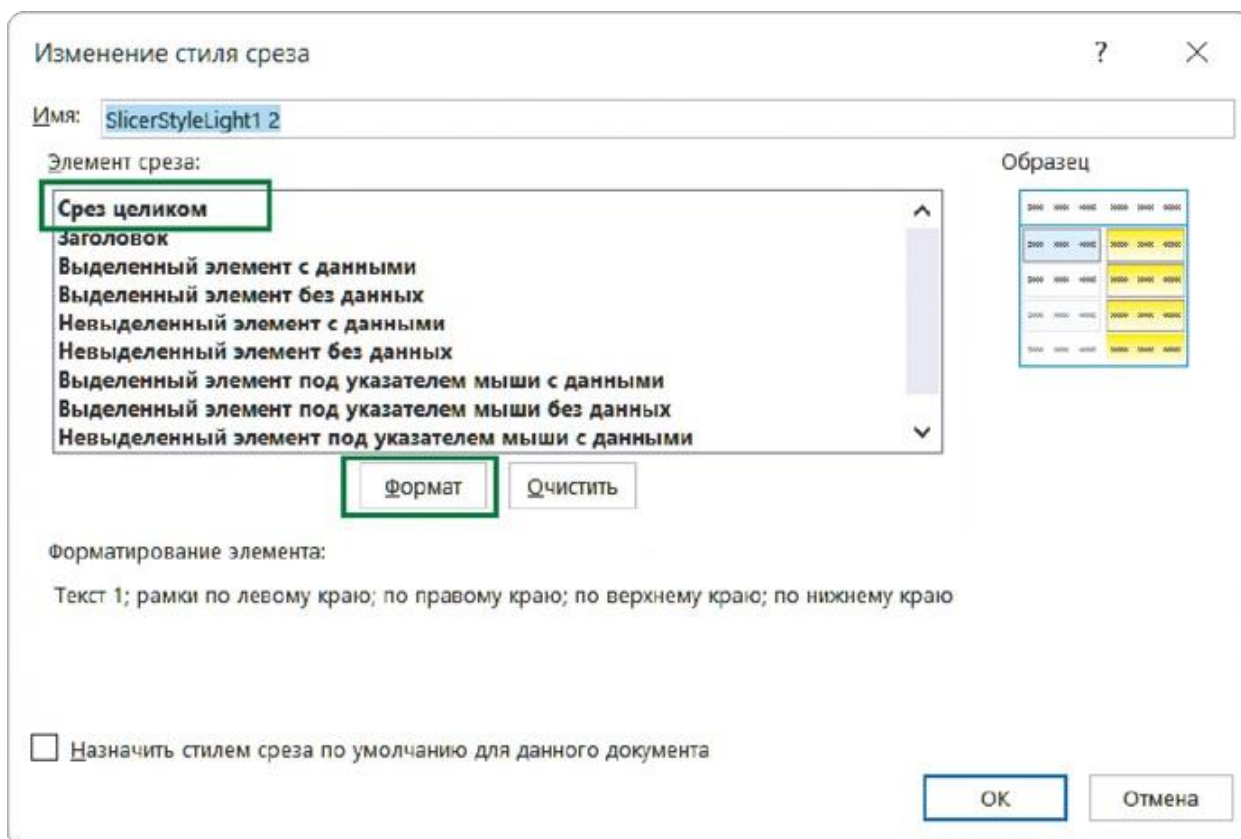 Изменение стиля среза
?
Имя: SlicerStyleLight1 2
Элемент среза:
Образец
Срез целиком
Заголовок
Выделенный элемент с данными
Выделенный элемент без данных
Невыделенный элемент с данными
Невыделенный элемент без данных
Выделенный элемент под указателем мыши с данными
Выделенный элемент под указателем мыши без данных
Невыделенный элемент под указателем мыши с данными
Формат
Очистить
Форматирование элемента:
Текст 1; рамки по левому краю; по правому краю; по верхнему краю; по нижнему краю
Назначить стилем среза по умолчанию для данного документа
ОК
Отмена